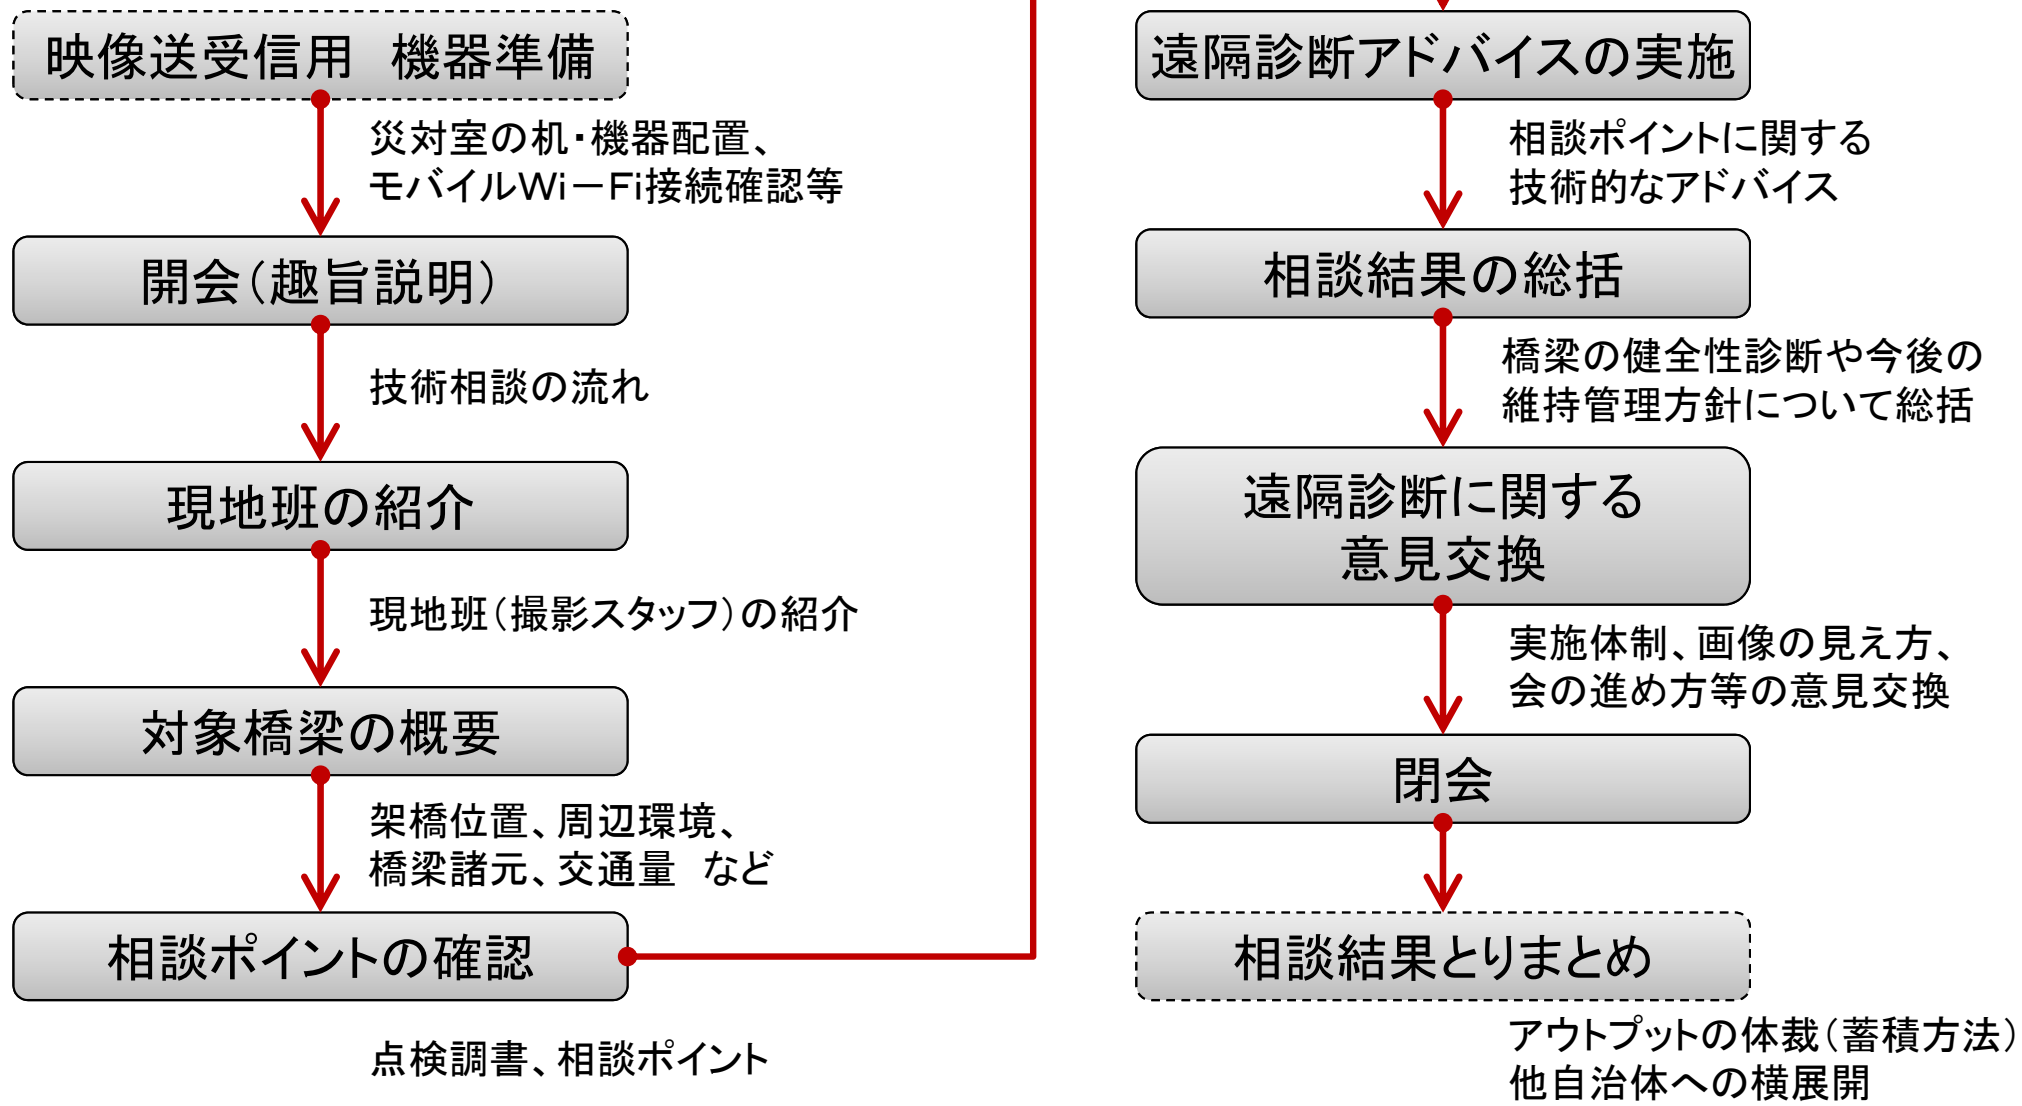 映像送受信用　機器準備
災対室の机・機器配置、
モバイルＷｉ－Ｆｉ接続確認等
開会（趣旨説明）
技術相談の流れ
現地班の紹介
現地班（撮影スタッフ）の紹介
対象橋梁の概要
架橋位置、周辺環境、
橋梁諸元、交通量　など
相談ポイントの確認
点検調書、相談ポイント
遠隔診断アドバイスの実施
相談ポイントに関する
技術的なアドバイス
相談結果の総括
橋梁の健全性診断や今後の
維持管理方針について総括
遠隔診断に関する
意見交換
実施体制、画像の見え方、
会の進め方等の意見交換
閉会
相談結果とりまとめ
アウトプットの体裁（蓄積方法）
他自治体への横展開